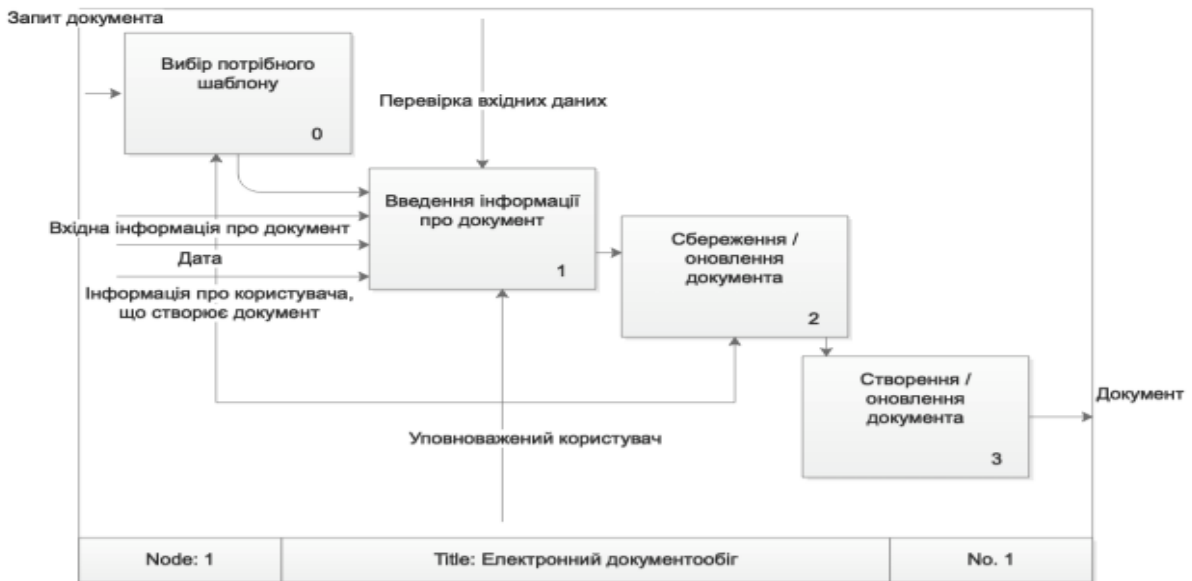 Запит документа
Вибір потрібного
шаблону
0
Перевірка вхідних даних
Введення інформації
про документ
1
Вхідна інформація про документ
Дата
Інформація про користувача,
що створює документ
Сбереження /
оновлення
документа
2
Створення /
оновлення
документа
3
Документ
Уповноважений користувач
Node: 1
Title: Електронний документообіг
No. 1